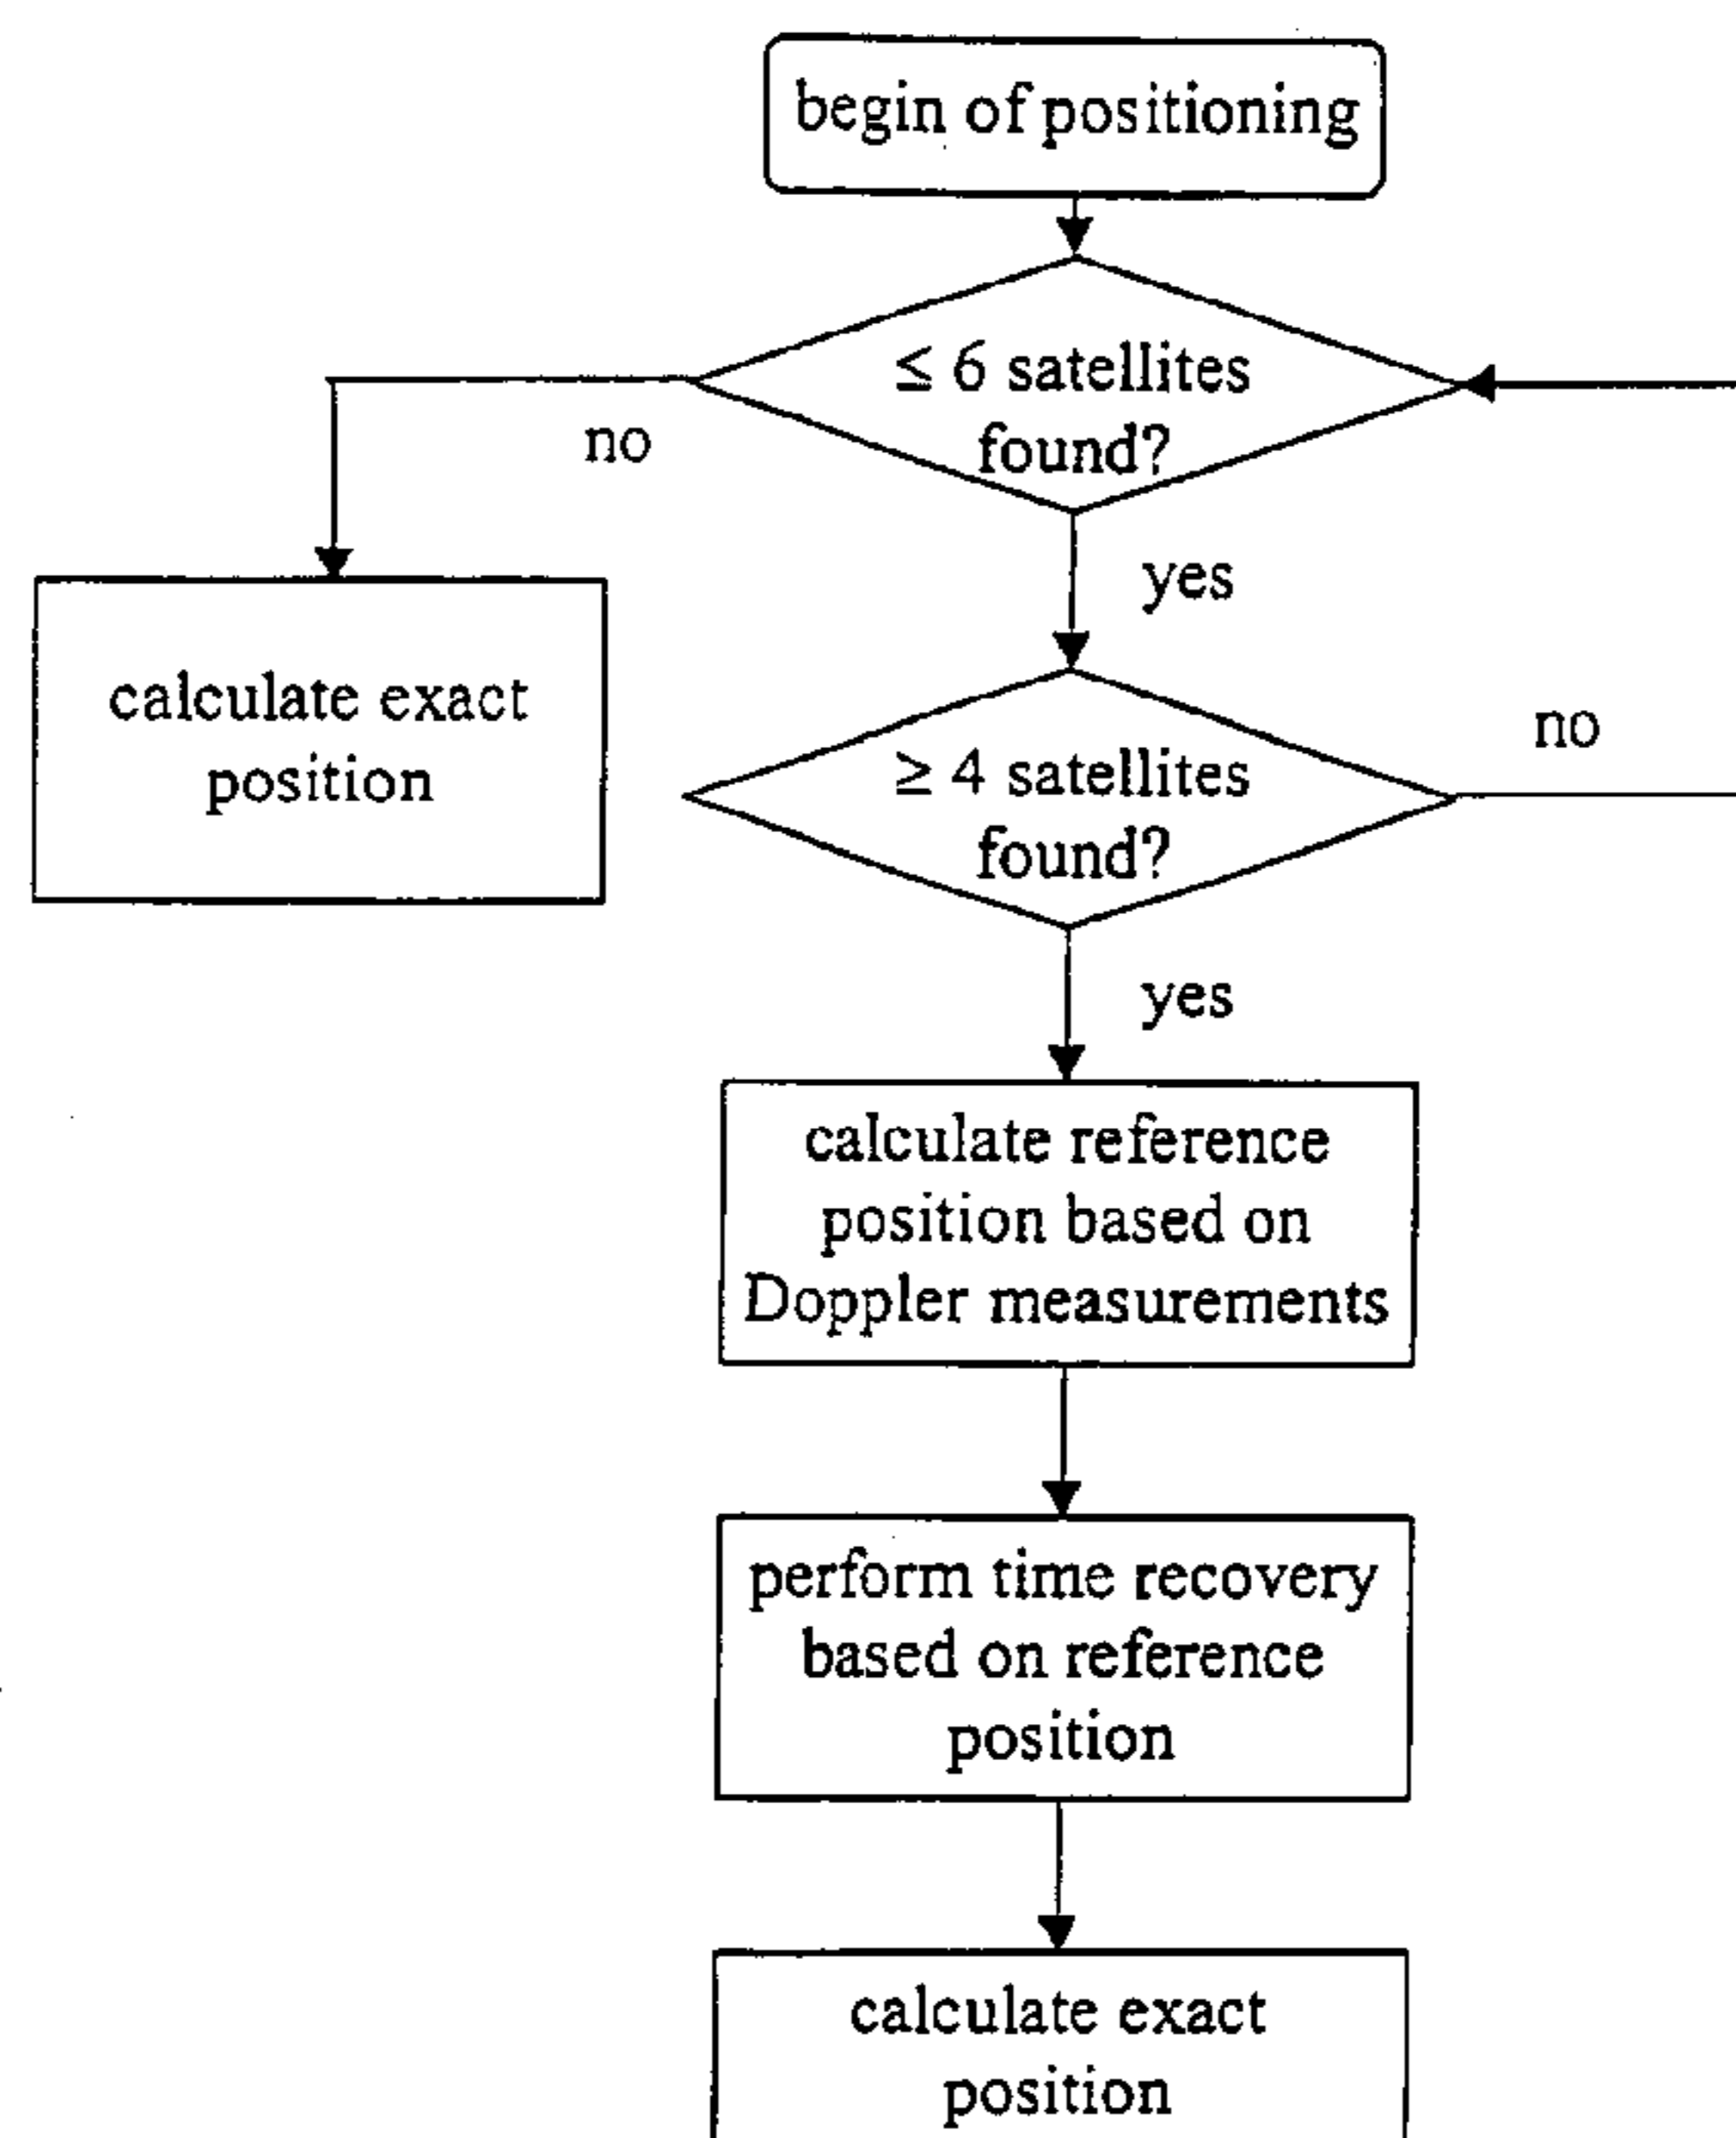 begin of positioning
≤ 6 satellites
found?
no
yes
calculate exact
position
≥ 4 satellites
found?
no
yes
calculate reference
position based on
Doppler measurements
perform time recovery
based on reference
position
calculate exact
position